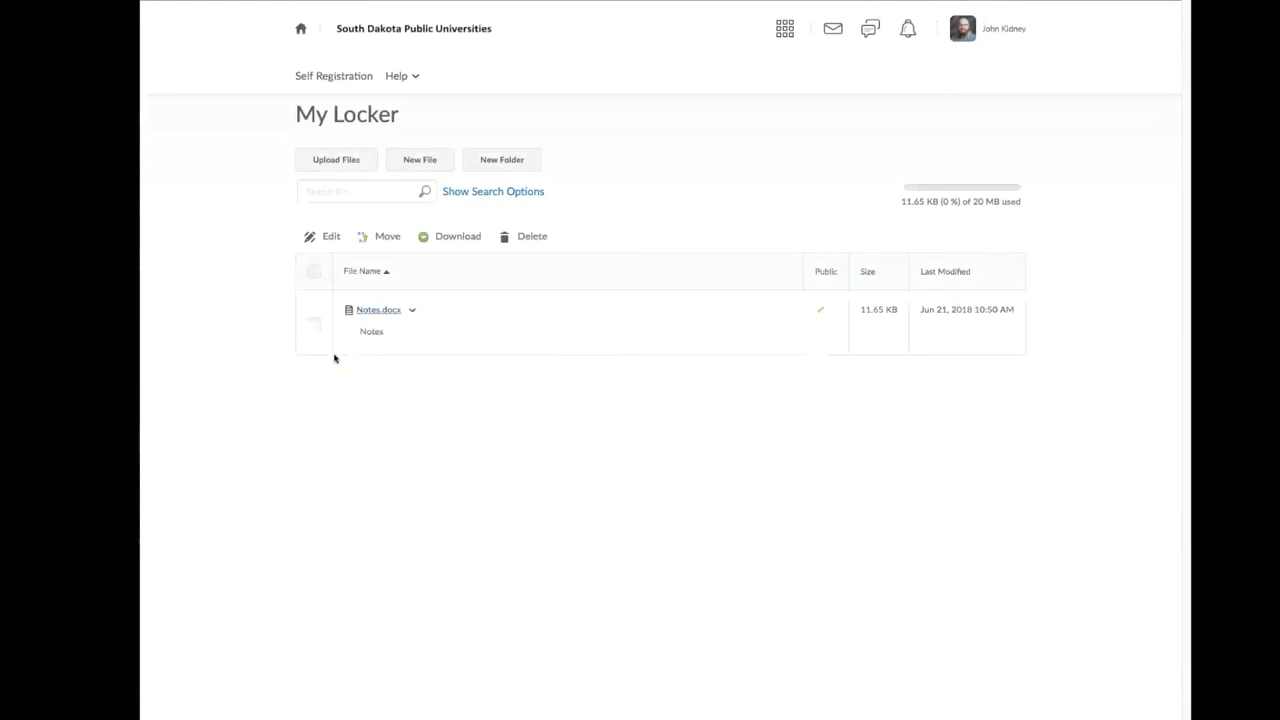 South Dakota Public Universities
John Kidney
Self Registration Help
My Locker
Upload Files New File New Folder
Show Search Options
11.65 KB (0 %) of 20 MB used
Edit Move Download Delete
File Name Public Size Last Modified
Notes.docx 11.65 KB Jun 21, 2018 10:50 AM
Notes